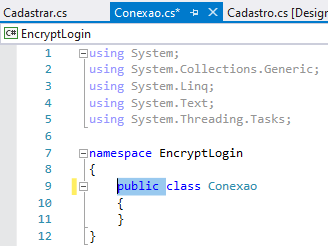 Cadastrar.cs Conexao.cs* Cadastro.cs [Design]
C# EncryptLogin
1 using System;
2 using System.Collections.Generic;
3 using System.Linq;
4 using System.Text;
5 using System.Threading.Tasks;
6
7 namespace EncryptLogin
8 {
9 public class Conexao
10 {
11 }
12 }